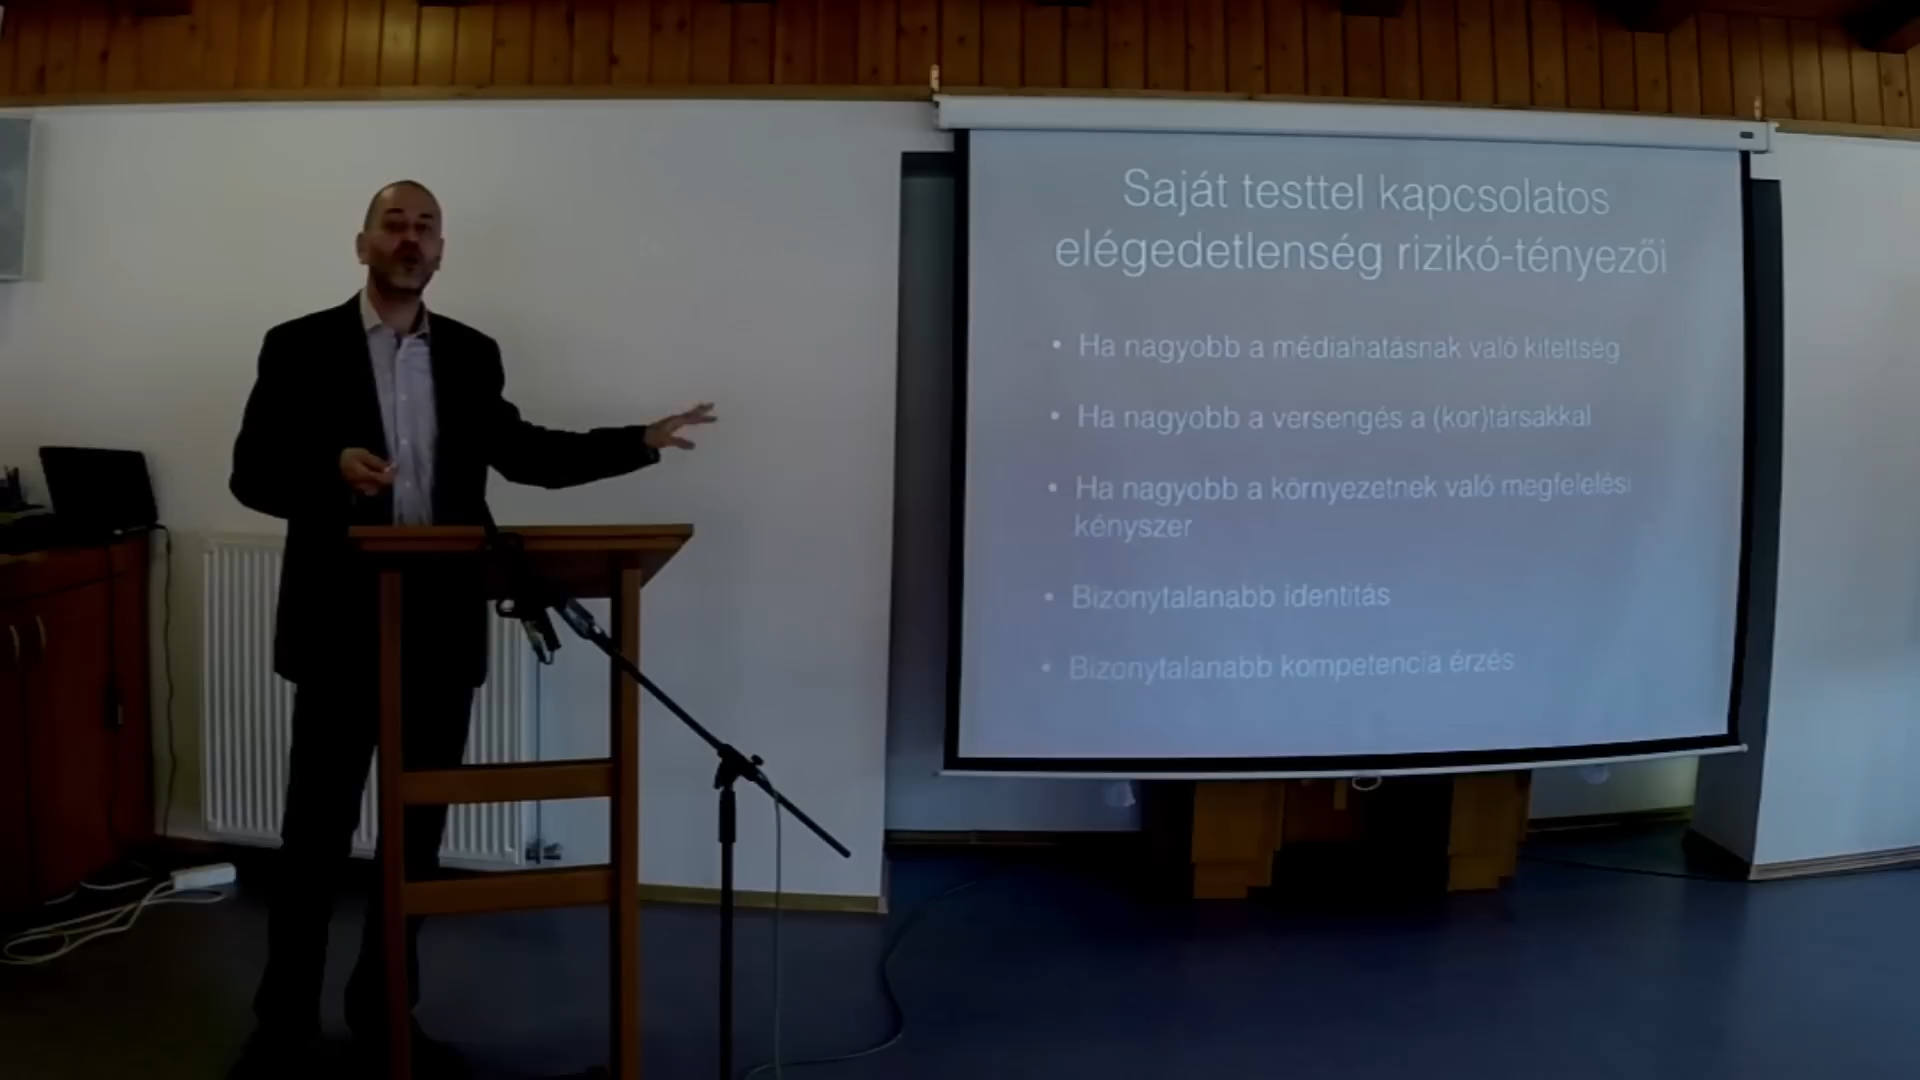 Saját testtel kapcsolatos
elégedetlenség rizikó-tényezői
• Ha nagyobb a médiahatásnak való kitettség
• Ha nagyobb a versengés a (kor)társakkal
• Ha nagyobb a környezetnek való megfelelési
kényszer
• Bizonytalanabb identitás
• Bizonytalanabb kompetencia érzés